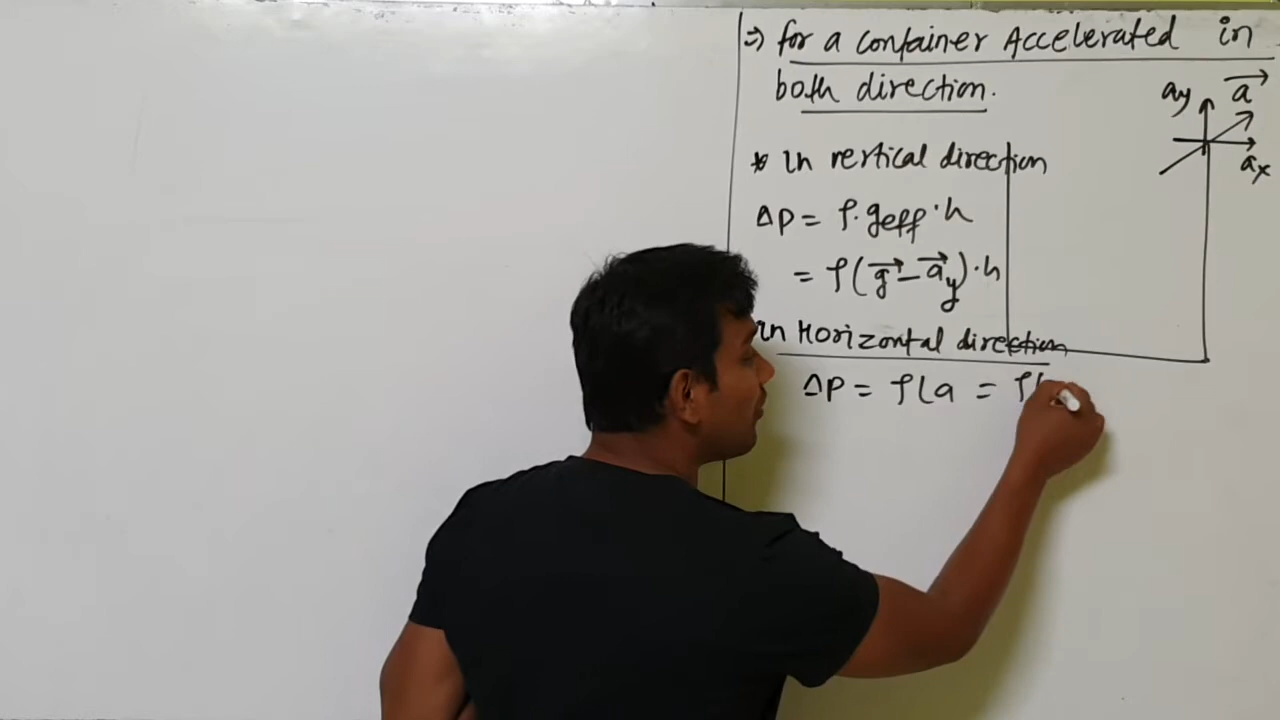 ⇒ for a container Accelerated in
both direction.
ay a→
ax
* in vertical direction
ΔP = ρ.geff.h
= ρ(g→ - a→y).h
in Horizontal direction
ΔP = ρla = ρl